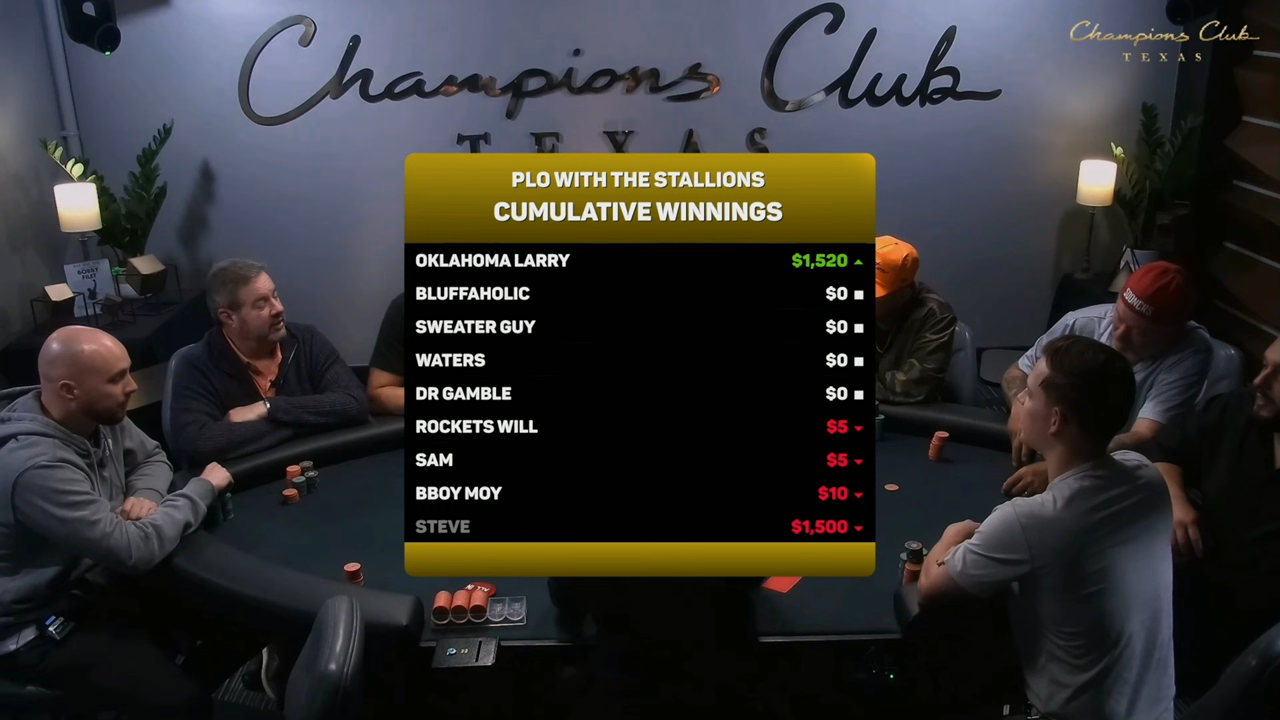 Champions Club
TEXAS
Champions Club
TEXAS
PLO WITH THE STALLIONS
CUMULATIVE WINNINGS
OKLAHOMA LARRY $1,520
BLUFFAHOLIC $0
SWEATER GUY $0
WATERS $0
DR GAMBLE $0
ROCKETS WILL $5
SAM $5
BBOY MOY $10
STEVE $1,500
SOONERS